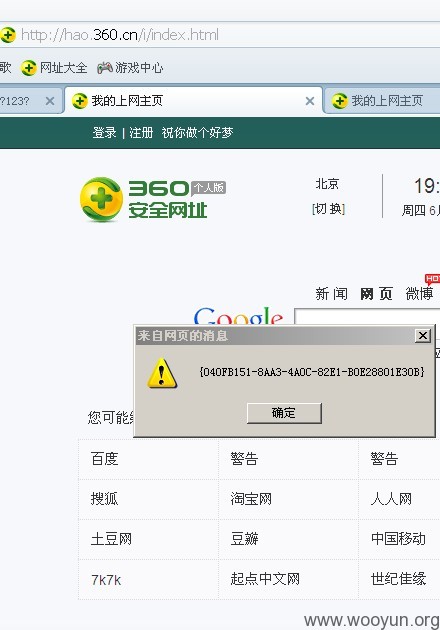 http://hao.360.cn/i/index.html
歌 网址大全 游戏中心
?123? 我的上网主页 我的上网主页
登录 | 注册 祝你做个好梦
360 个人版
安全网址
北京
[切换]
19:
周四 6
新闻 网页 微博
HOT
Google
来自网页的消息
{040FB151-8AA3-4A0C-82E1-B0E28801E30B}
确定
您可能
百度 警告 警告
搜狐 淘宝网 人人网
土豆网 豆瓣 中国移动
7k7k 起点中文网 世纪佳缘
www.wooyun.org